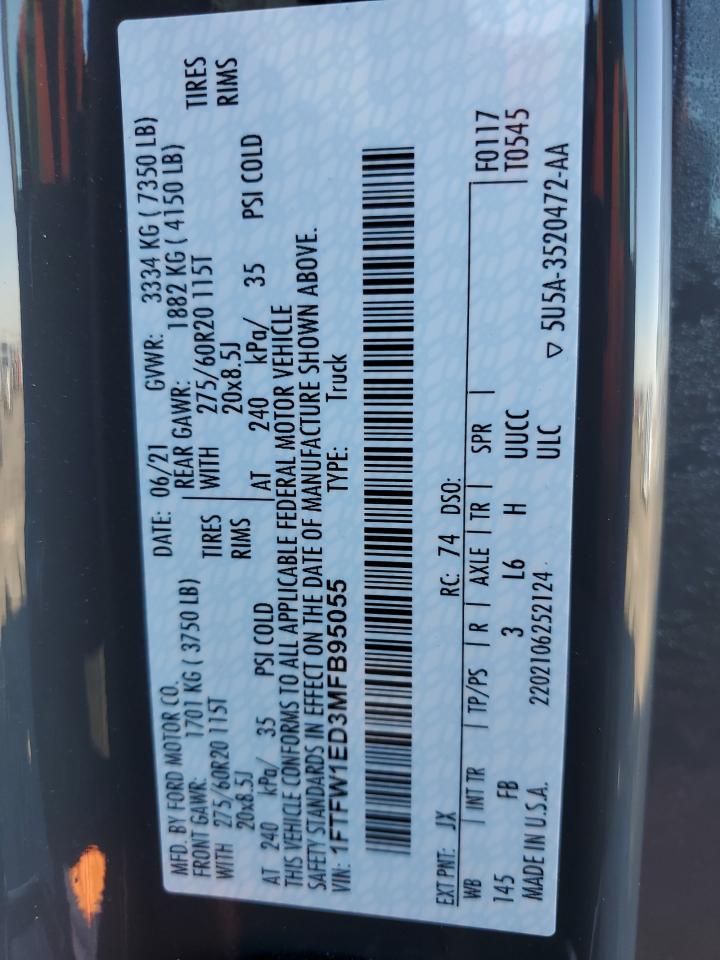 MFD. BY FORD MOTOR CO. DATE: 06/21 GVWR: 3334 KG ( 7350 LB)
FRONT GAWR: 1701 KG ( 3750 LB) REAR GAWR: 1882 KG ( 4150 LB)
WITH 275/60R20 115T TIRES WITH 275/60R20 115T TIRES
20x8.5J RIMS 20x8.5J RIMS
AT 240 kPa/ 35 PSI COLD AT 240 kPa/ 35 PSI COLD
THIS VEHICLE CONFORMS TO ALL APPLICABLE FEDERAL MOTOR VEHICLE
SAFETY STANDARDS IN EFFECT ON THE DATE OF MANUFACTURE SHOWN ABOVE.
VIN: 1FTFW1ED3MFB95055 TYPE: Truck
EXT PNT: JX RC: 74 DSO: F0117
WB | INT TR | TP/PS | R | AXLE | TR | SPR | T0545
145 FB 3 L6 H UUCC
MADE IN U.S.A. 2202106252124 ULC ▽ 5U5A-3520472-AA